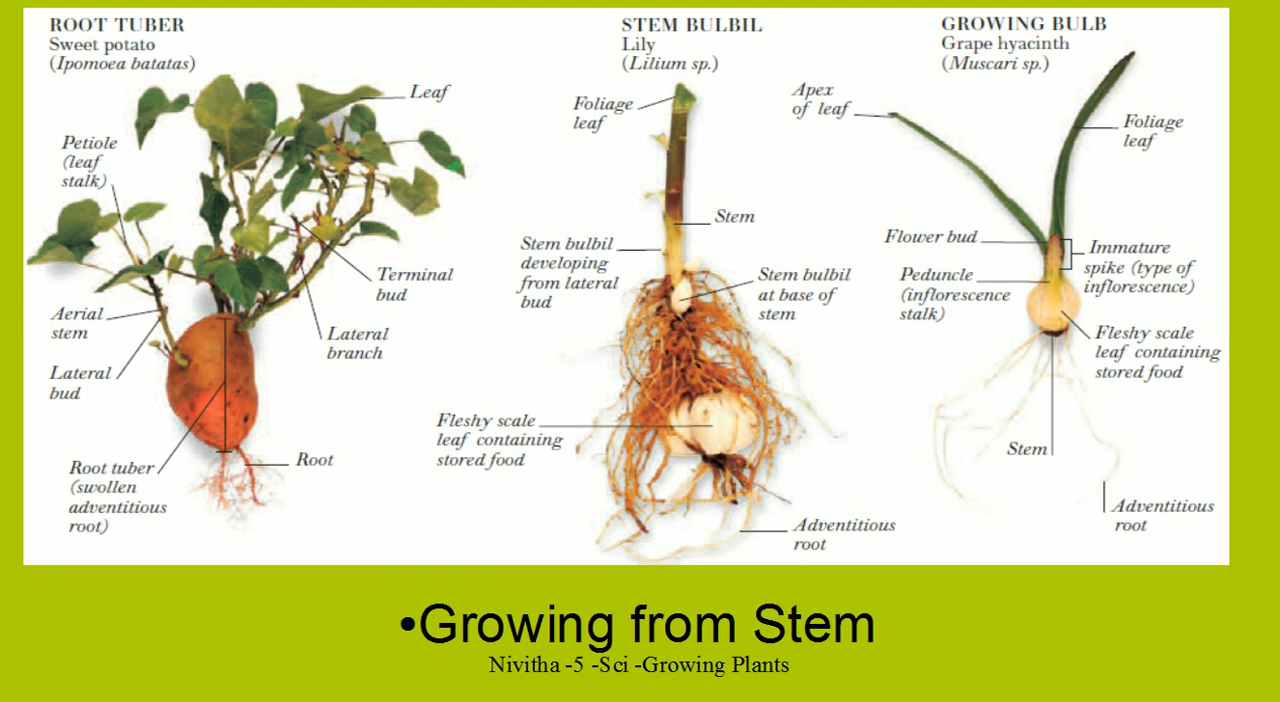 ROOT TUBER
Sweet potato
(Ipomoea batatas)
Leaf
Petiole
(leaf
stalk)
Terminal
bud
Aerial
stem
Lateral
branch
Lateral
bud
Root tuber
(swollen
adventitious
root)
Root
STEM BULBIL
Lily
(Lilium sp.)
Foliage
leaf
Stem
Stem bulbil
developing
from lateral
bud
Stem bulbil
at base of
stem
Fleshy scale
leaf containing
stored food
Adventitious
root
GROWING BULB
Grape hyacinth
(Muscari sp.)
Apex
of leaf
Foliage
leaf
Flower bud
Immature
spike (type of
inflorescence)
Peduncle
(inflorescence
stalk)
Fleshy scale
leaf containing
stored food
Stem
Adventitious
root
•Growing from Stem
Nivitha -5 -Sci -Growing Plants